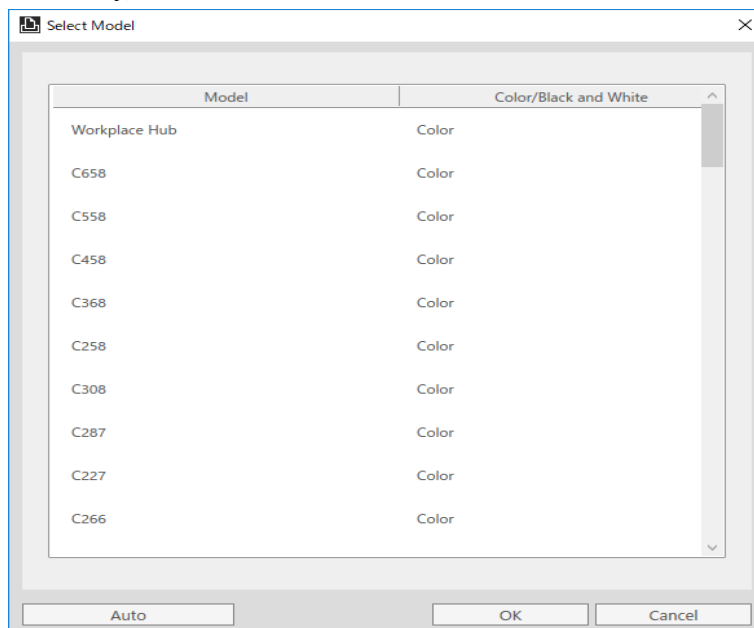 Select Model
Model Color/Black and White
Workplace Hub Color
C658 Color
C558 Color
C458 Color
C368 Color
C258 Color
C308 Color
C287 Color
C227 Color
C266 Color
Auto OK Cancel